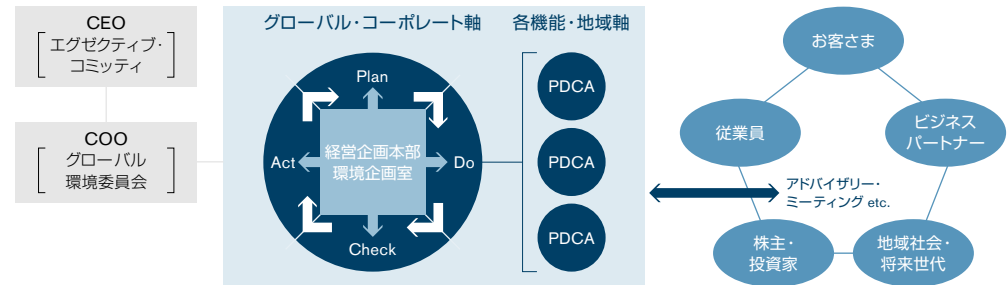 CEO
エグゼクティブ・
コミッティ
COO
グローバル
環境委員会
グローバル・コーポレート軸
Plan
Act
経営企画本部
環境企画室
Do
Check
各機能・地域軸
PDCA
PDCA
PDCA
アドバイザリー・
ミーティング etc.
お客さま
従業員
ビジネス
パートナー
株主・
投資家
地域社会・
将来世代